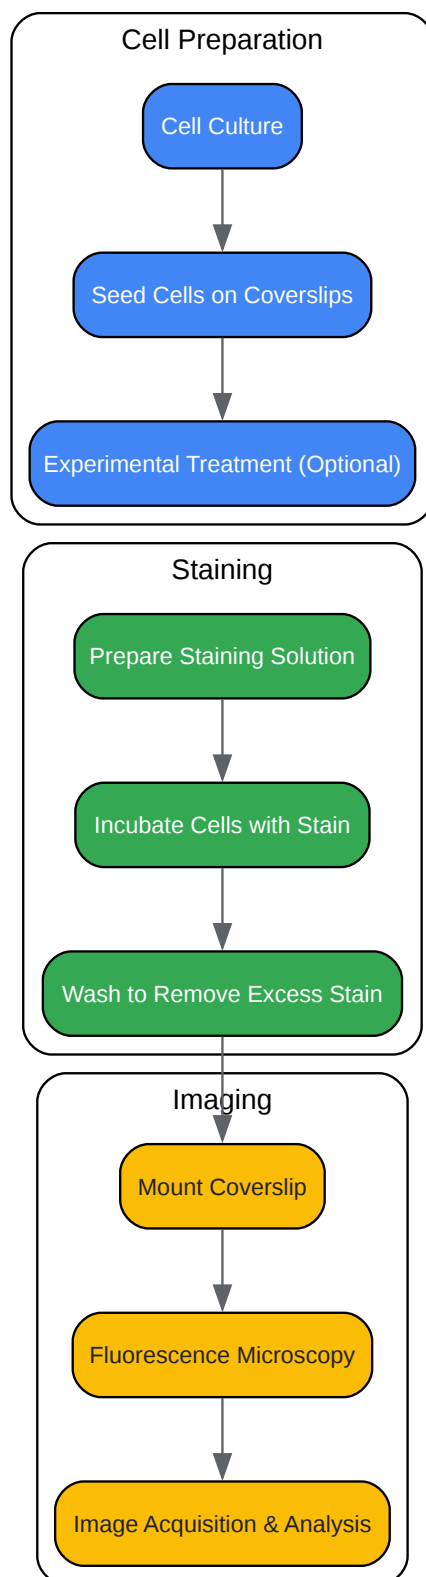 Cell Preparation
Cell Culture
Seed Cells on Coverslips
Experimental Treatment (Optional)
Staining
Prepare Staining Solution
Incubate Cells with Stain
Wash to Remove Excess Stain
Imaging
Mount Coverslip
Fluorescence Microscopy
Image Acquisition & Analysis